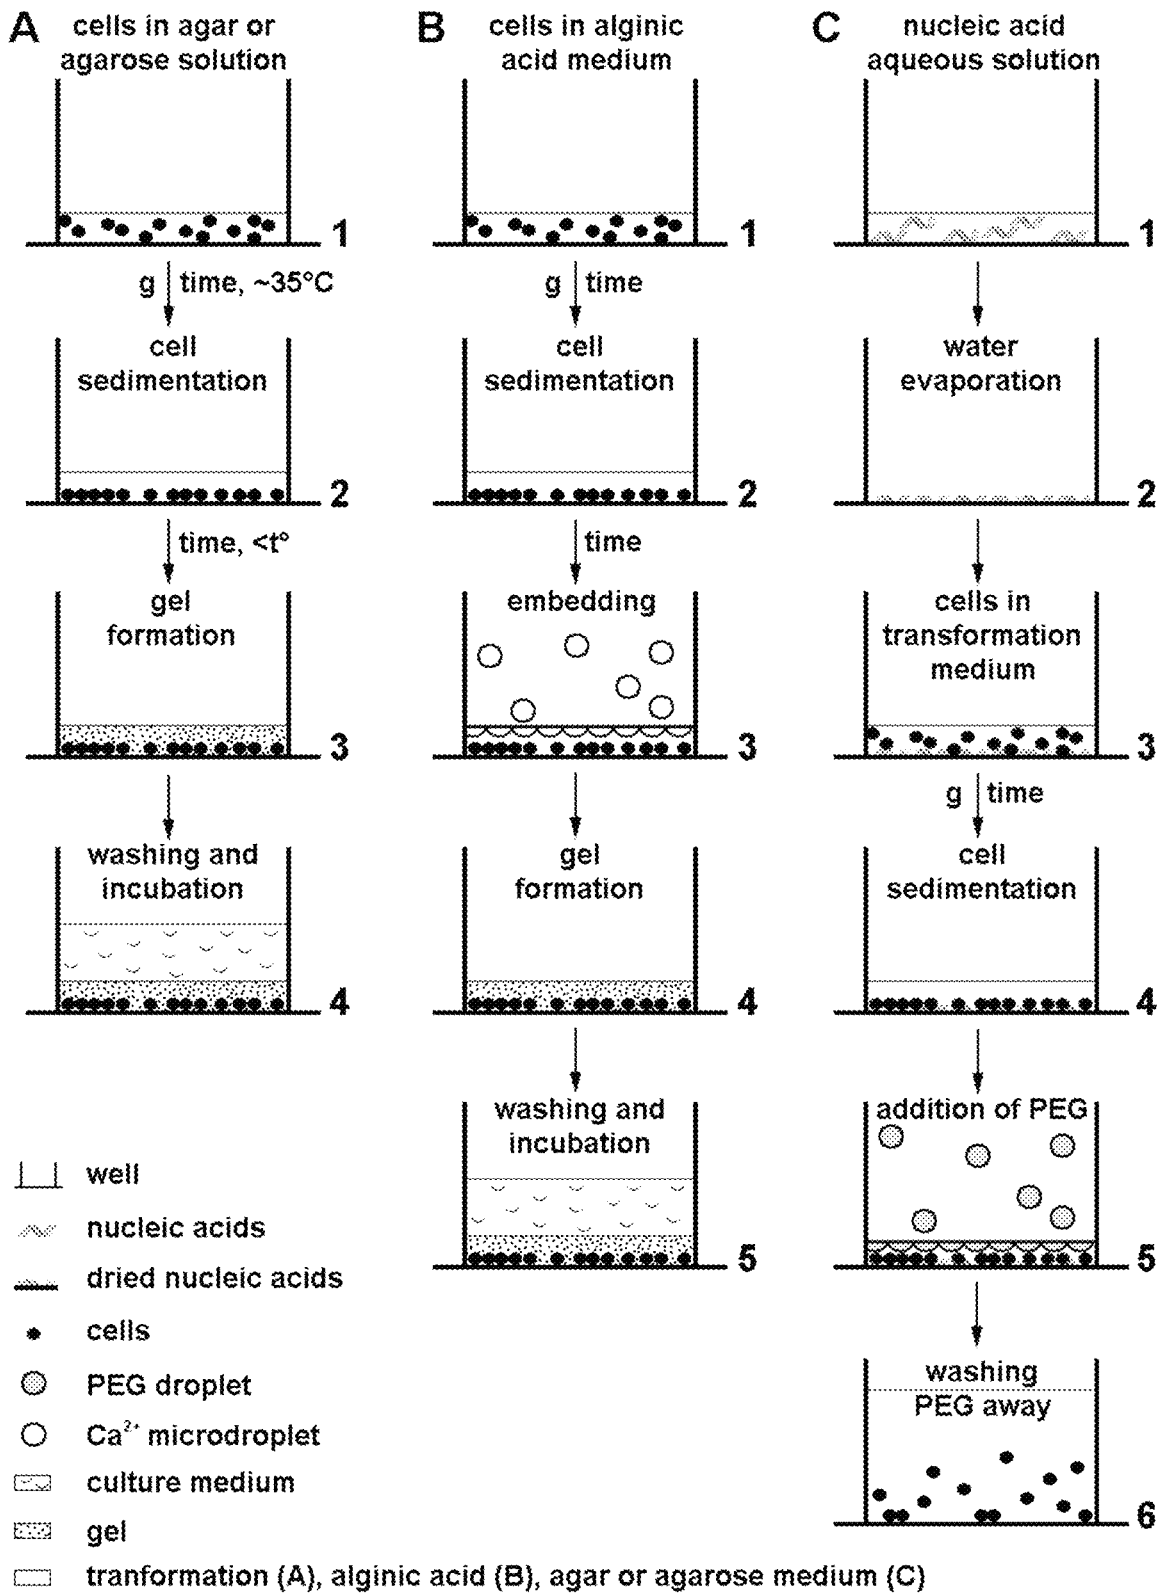 A
cells in agar or
agarose solution
1
g
time, ~35°C
cell
sedimentation
2
time, <t°
gel
formation
3
washing and
incubation
4
B
cells in alginic
acid medium
1
g
time
cell
sedimentation
2
time
embedding
3
gel
formation
4
washing and
incubation
5
C
nucleic acid
aqueous solution
1
water
evaporation
2
cells in
transformation
medium
3
g
time
cell
sedimentation
4
addition of PEG
5
washing
PEG away
6
well
nucleic acids
dried nucleic acids
cells
PEG droplet
Ca²⁺ microdroplet
culture medium
gel
tranformation (A), alginic acid (B), agar or agarose medium (C)